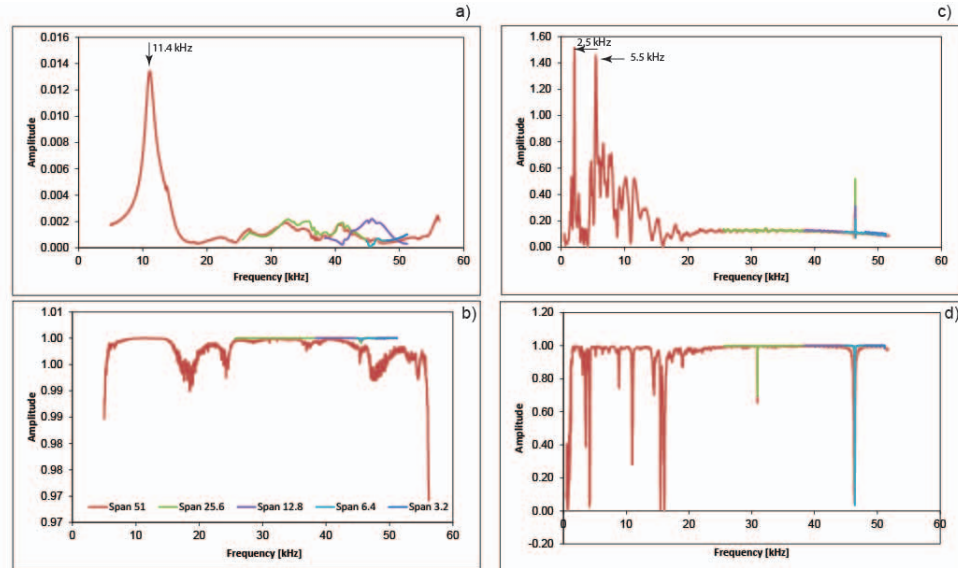 a)
11.4 kHz
0.016
0.014
0.012
0.010
0.008
0.006
0.004
0.002
0.000
Amplitude
0 10 20 30 40 50 60
Frequency [kHz]
b)
1.01
1.00
1.00
0.99
0.99
0.98
0.98
0.97
0.97
Amplitude
Span 51 Span 25.6 Span 12.8 Span 6.4 Span 3.2
0 10 20 30 40 50 60
Frequency [kHz]
c)
2.5 kHz
5.5 kHz
1.60
1.40
1.20
1.00
0.80
0.60
0.40
0.20
0.00
Amplitude
0 10 20 30 40 50 60
Frequency [kHz]
d)
1.20
1.00
0.80
0.60
0.40
0.20
0.00
-0.20
Amplitude
0 10 20 30 40 50 60
Frequency [kHz]